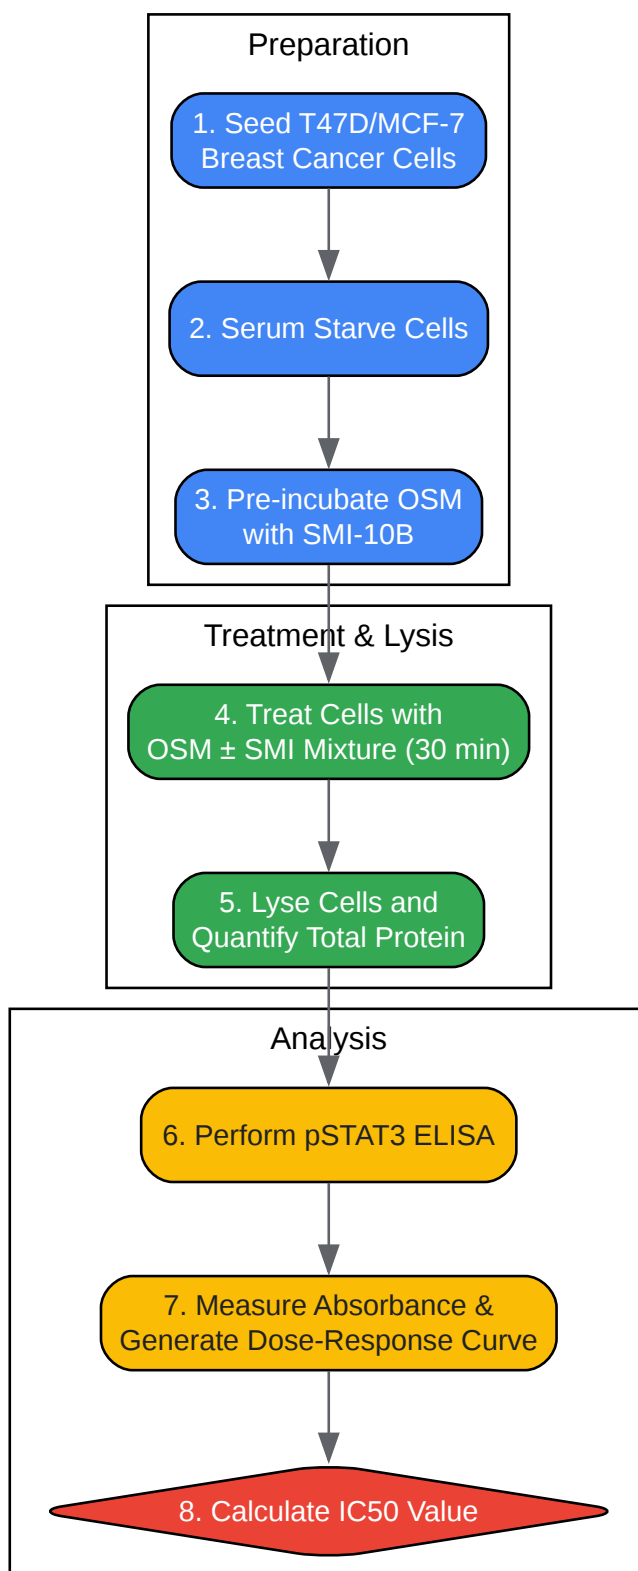 Preparation
1. Seed T47D/MCF-7
Breast Cancer Cells
2. Serum Starve Cells
3. Pre-incubate OSM
with SMI-10B
Treatment & Lysis
4. Treat Cells with
OSM ± SMI Mixture (30 min)
5. Lyse Cells and
Quantify Total Protein
Analysis
6. Perform pSTAT3 ELISA
7. Measure Absorbance &
Generate Dose-Response Curve
8. Calculate IC50 Value